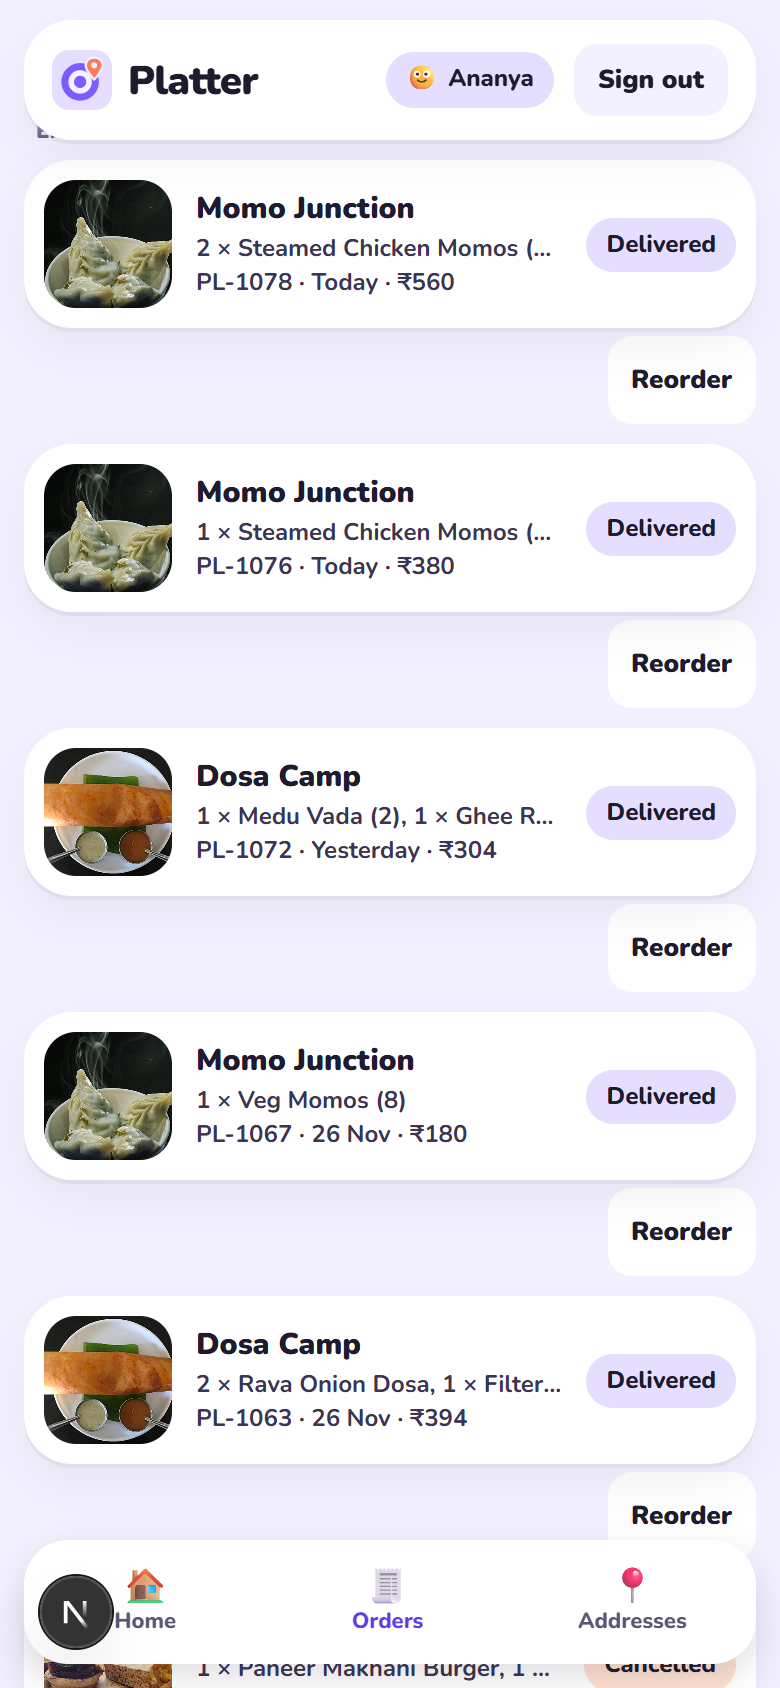 Platter
Ananya
Sign out
Momo Junction
2 × Steamed Chicken Momos (...
PL-1078 · Today · ₹560
Delivered
Reorder
Momo Junction
1 × Steamed Chicken Momos (...
PL-1076 · Today · ₹380
Delivered
Reorder
Dosa Camp
1 × Medu Vada (2), 1 × Ghee R...
PL-1072 · Yesterday · ₹304
Delivered
Reorder
Momo Junction
1 × Veg Momos (8)
PL-1067 · 26 Nov · ₹180
Delivered
Reorder
Dosa Camp
2 × Rava Onion Dosa, 1 × Filter...
PL-1063 · 26 Nov · ₹394
Delivered
Reorder
N
Home
Orders
Addresses
1 × Paneer Makhani Burger, 1 ...
Cancelled